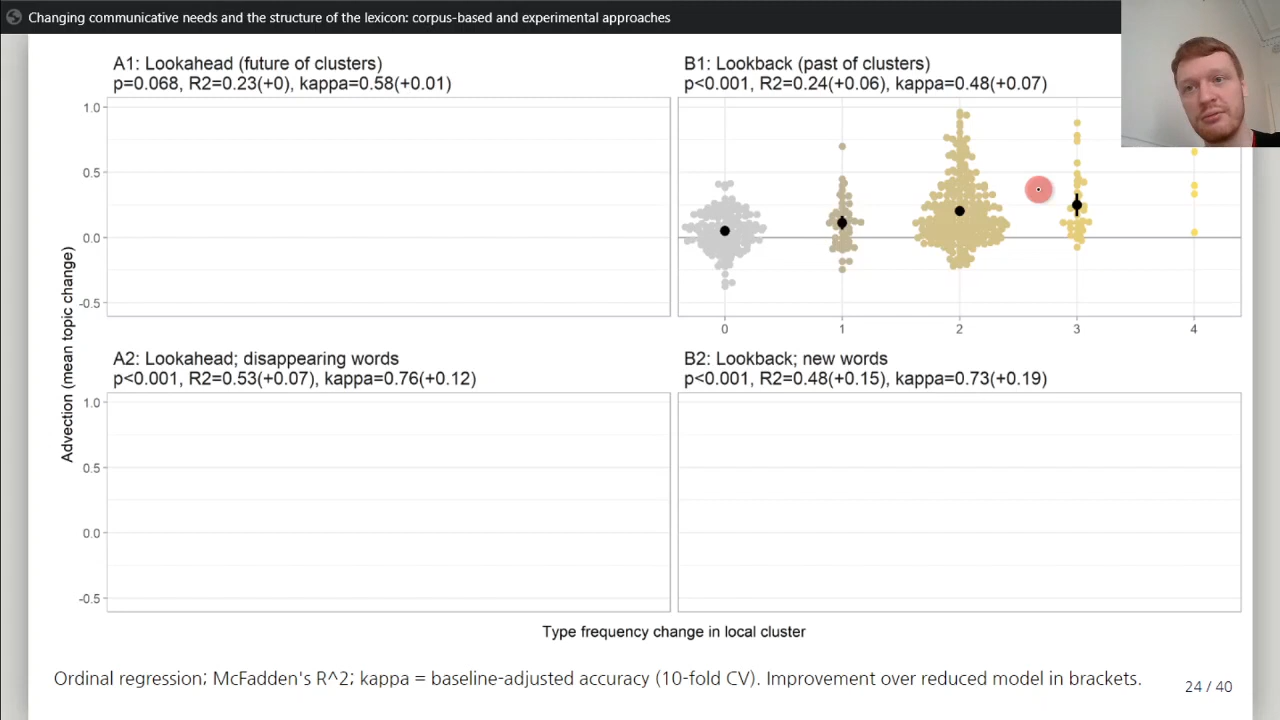 Changing communicative needs and the structure of the lexicon: corpus-based and experimental approaches
A1: Lookahead (future of clusters)
p=0.068, R2=0.23(+0), kappa=0.58(+0.01)
B1: Lookback (past of clusters)
p<0.001, R2=0.24(+0.06), kappa=0.48(+0.07)
1.0
0.5
0.0
-0.5
0 1 2 3 4
A2: Lookahead; disappearing words
p<0.001, R2=0.53(+0.07), kappa=0.76(+0.12)
B2: Lookback; new words
p<0.001, R2=0.48(+0.15), kappa=0.73(+0.19)
1.0
0.5
0.0
-0.5
Advection (mean topic change)
Type frequency change in local cluster
Ordinal regression; McFadden's R^2; kappa = baseline-adjusted accuracy (10-fold CV). Improvement over reduced model in brackets.
24 / 40